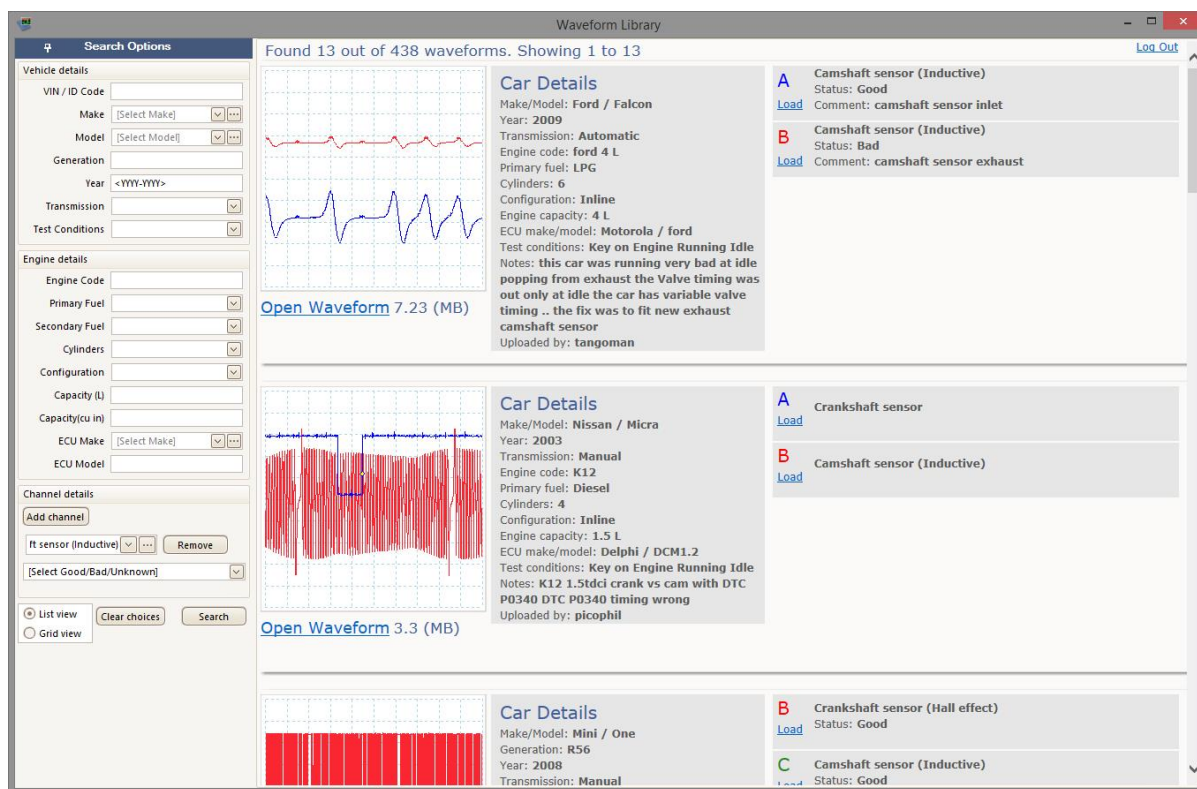 Waveform Library
Search Options
Vehicle details
VIN / ID Code
Make [Select Make]
Model [Select Model]
Generation
Year <YYYY-YYYY>
Transmission
Test Conditions
Engine details
Engine Code
Primary Fuel
Secondary Fuel
Cylinders
Configuration
Capacity (L)
Capacity(cu in)
ECU Make [Select Make]
ECU Model
Channel details
Add channel
ft sensor (Inductive) Remove
[Select Good/Bad/Unknown]
List view
Grid view
Clear choices
Search
Found 13 out of 438 waveforms. Showing 1 to 13
Log Out
Open Waveform 7.23 (MB)
Car Details
Make/Model: Ford / Falcon
Year: 2009
Transmission: Automatic
Engine code: ford 4 L
Primary fuel: LPG
Cylinders: 6
Configuration: Inline
Engine capacity: 4 L
ECU make/model: Motorola / ford
Test conditions: Key on Engine Running Idle
Notes: this car was running very bad at idle
popping from exhaust the Valve timing was
out only at idle the car has variable valve
timing .. the fix was to fit new exhaust
camshaft sensor
Uploaded by: tangoman
A
Load
Camshaft sensor (Inductive)
Status: Good
Comment: camshaft sensor inlet
B
Load
Camshaft sensor (Inductive)
Status: Bad
Comment: camshaft sensor exhaust
Open Waveform 3.3 (MB)
Car Details
Make/Model: Nissan / Micra
Year: 2003
Transmission: Manual
Engine code: K12
Primary fuel: Diesel
Cylinders: 4
Configuration: Inline
Engine capacity: 1.5 L
ECU make/model: Delphi / DCM1.2
Test conditions: Key on Engine Running Idle
Notes: K12 1.5tdci crank vs cam with DTC
P0340 DTC P0340 timing wrong
Uploaded by: picophil
A
Load
Crankshaft sensor
B
Load
Camshaft sensor (Inductive)
Car Details
Make/Model: Mini / One
Generation: R56
Year: 2008
Transmission: Manual
B
Load
Crankshaft sensor (Hall effect)
Status: Good
C
Load
Camshaft sensor (Inductive)
Status: Good